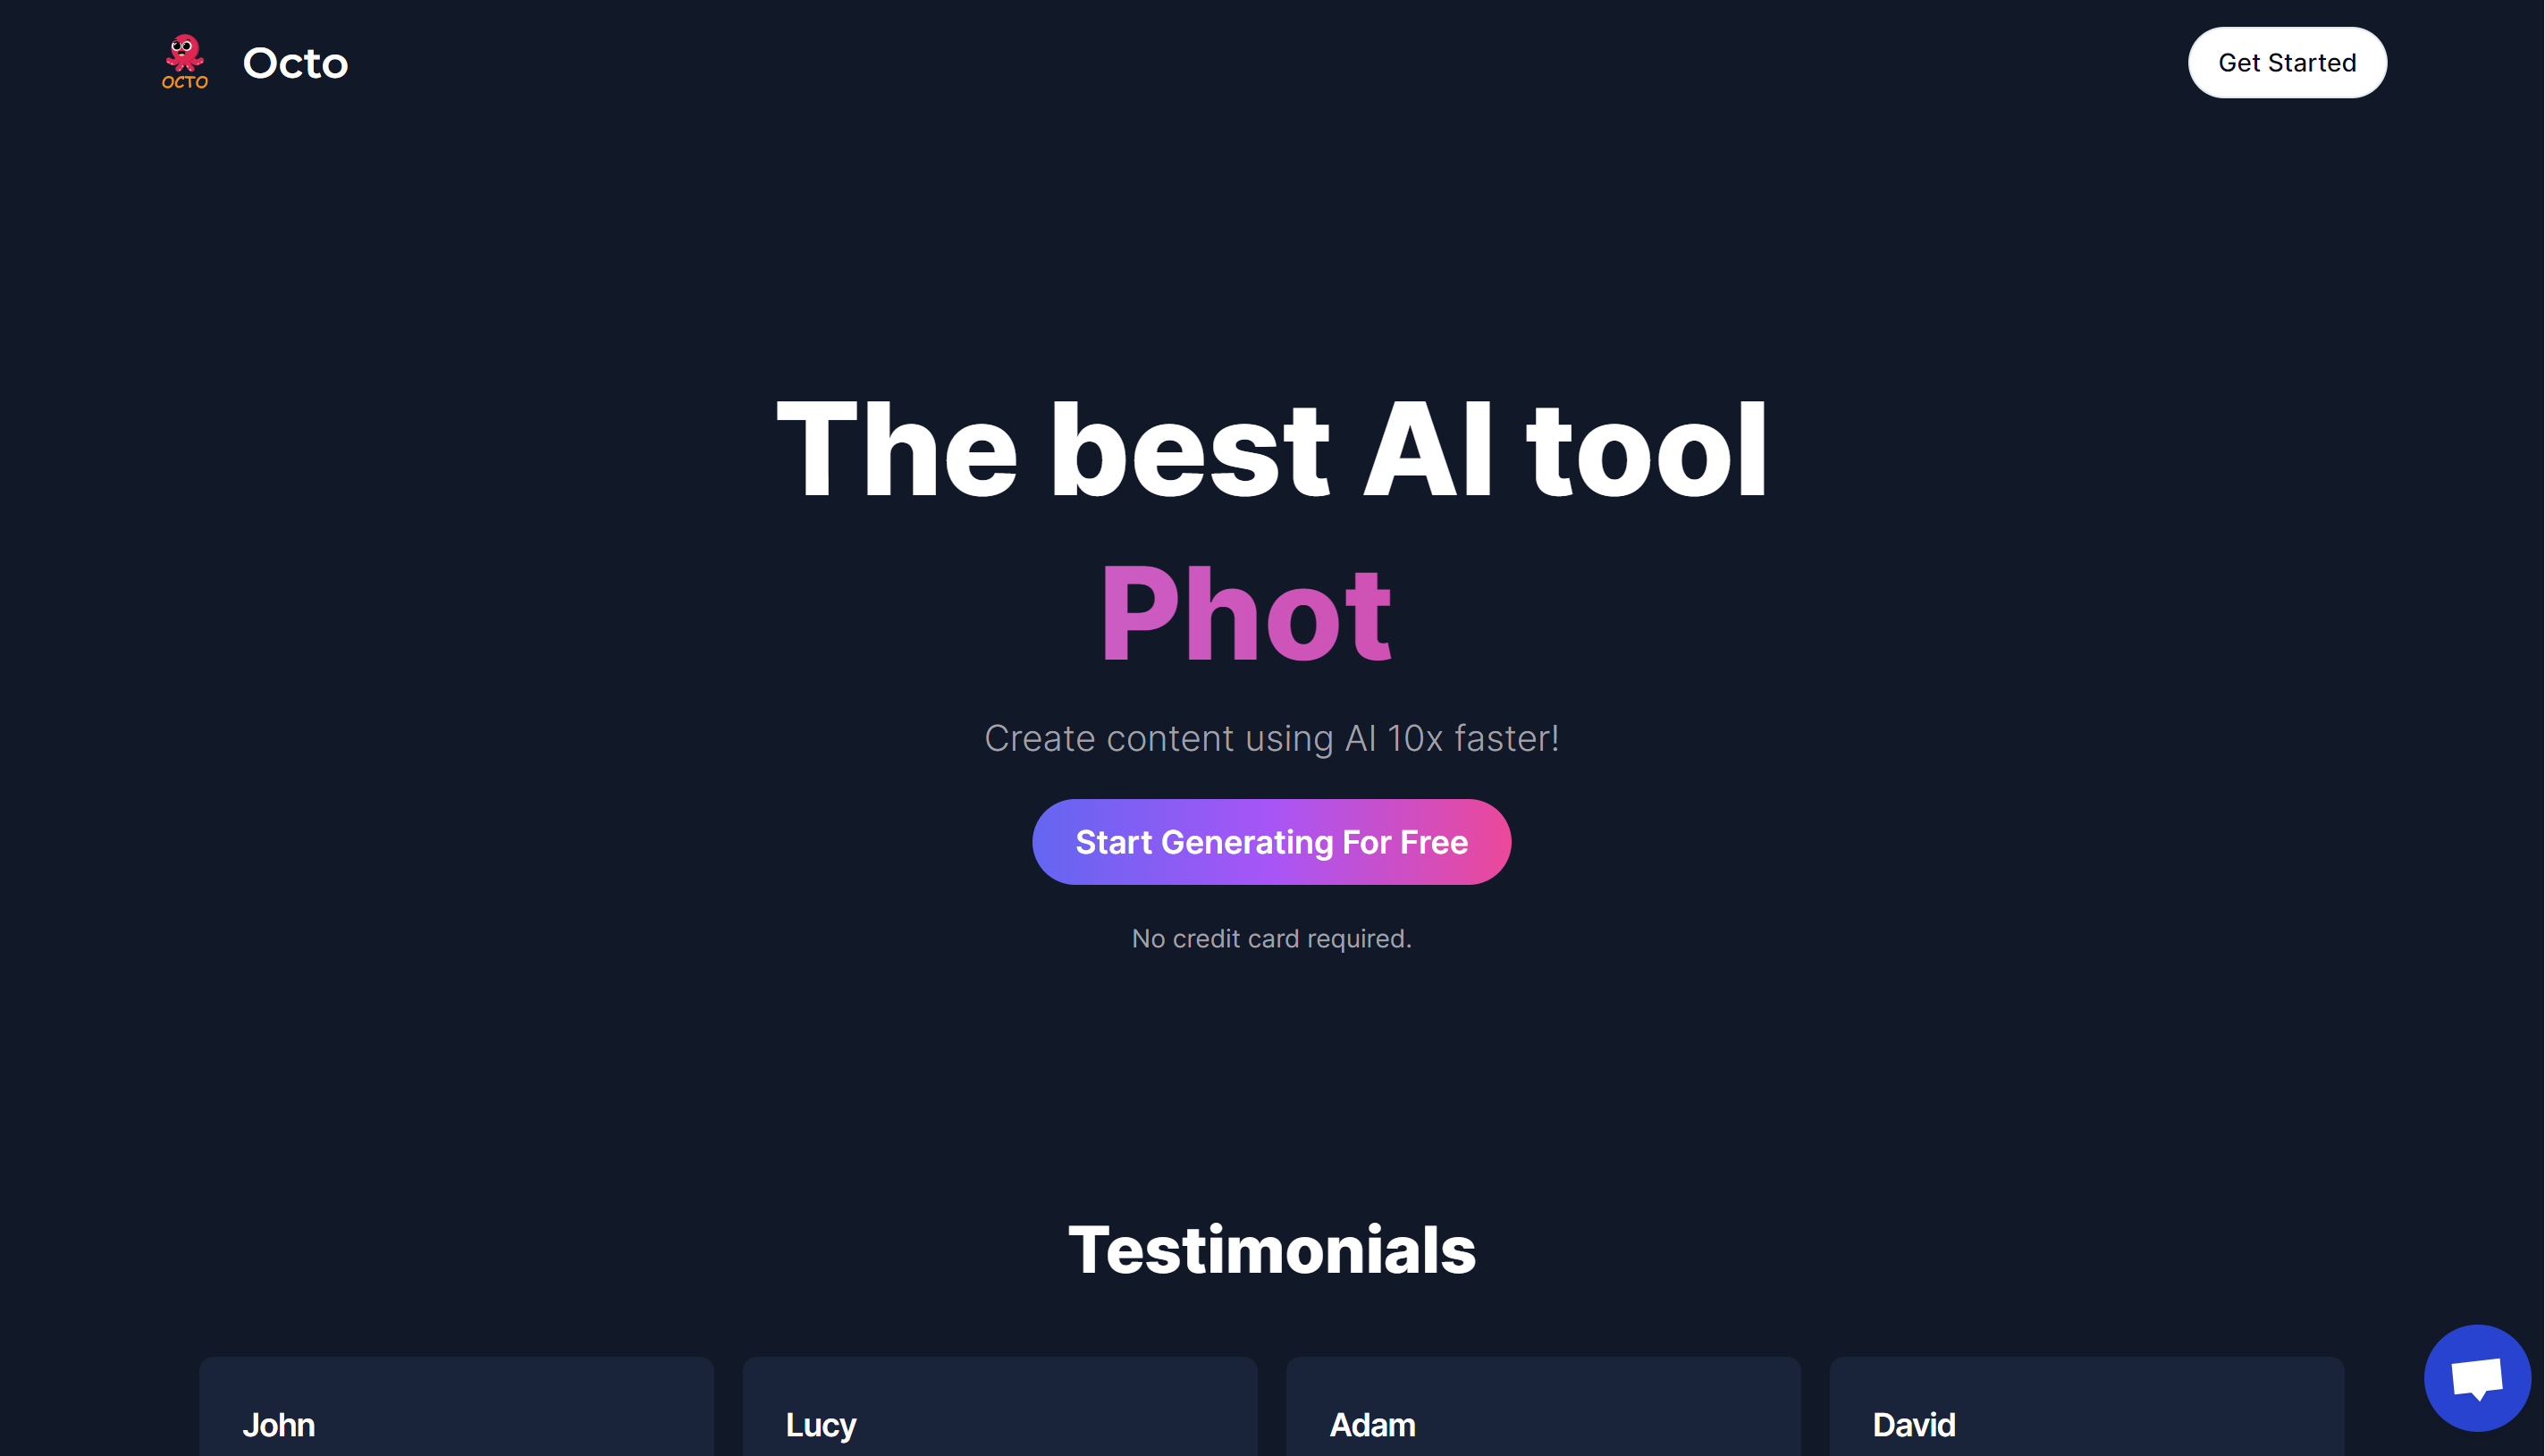 OCTO
Octo
Get Started
The best AI tool
Phot
Create content using AI 10x faster!
Start Generating For Free
No credit card required.
Testimonials
John
Lucy
Adam
David